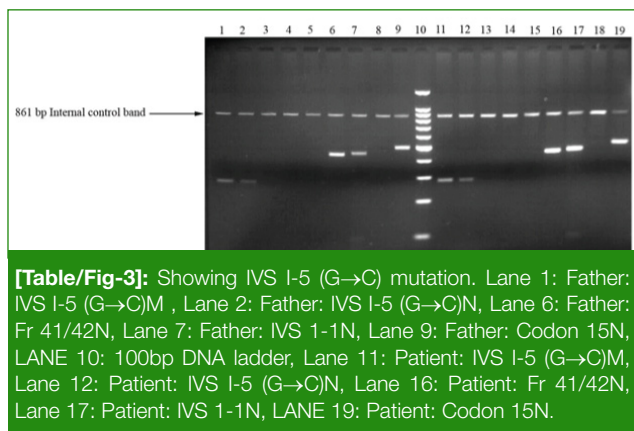 1 2 3 4 5 6 7 8 9 10 11 12 13 14 15 16 17 18 19
861 bp Internal control band
[Table/Fig-3]: Showing IVS I-5 (G→C) mutation. Lane 1: Father:
IVS I-5 (G→C)M , Lane 2: Father: IVS I-5 (G→C)N, Lane 6: Father:
Fr 41/42N, Lane 7: Father: IVS 1-1N, Lane 9: Father: Codon 15N,
LANE 10: 100bp DNA ladder, Lane 11: Patient: IVS I-5 (G→C)M,
Lane 12: Patient: IVS I-5 (G→C)N, Lane 16: Patient: Fr 41/42N,
Lane 17: Patient: IVS 1-1N, LANE 19: Patient: Codon 15N.